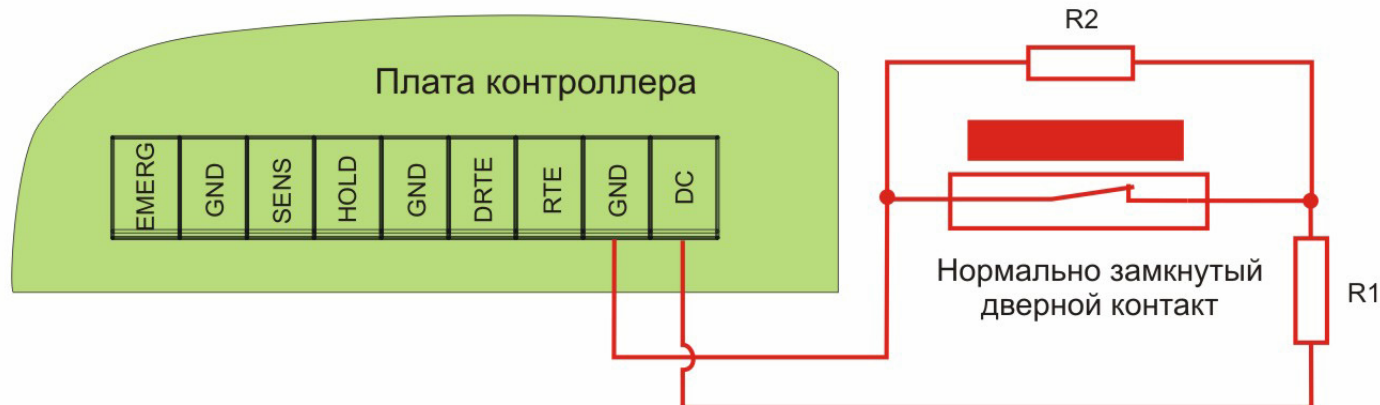 R2
Плата контроллера
EMERG
GND
SENS
HOLD
GND
DRTE
RTE
GND
DC
Нормально замкнутый
дверной контакт
R1